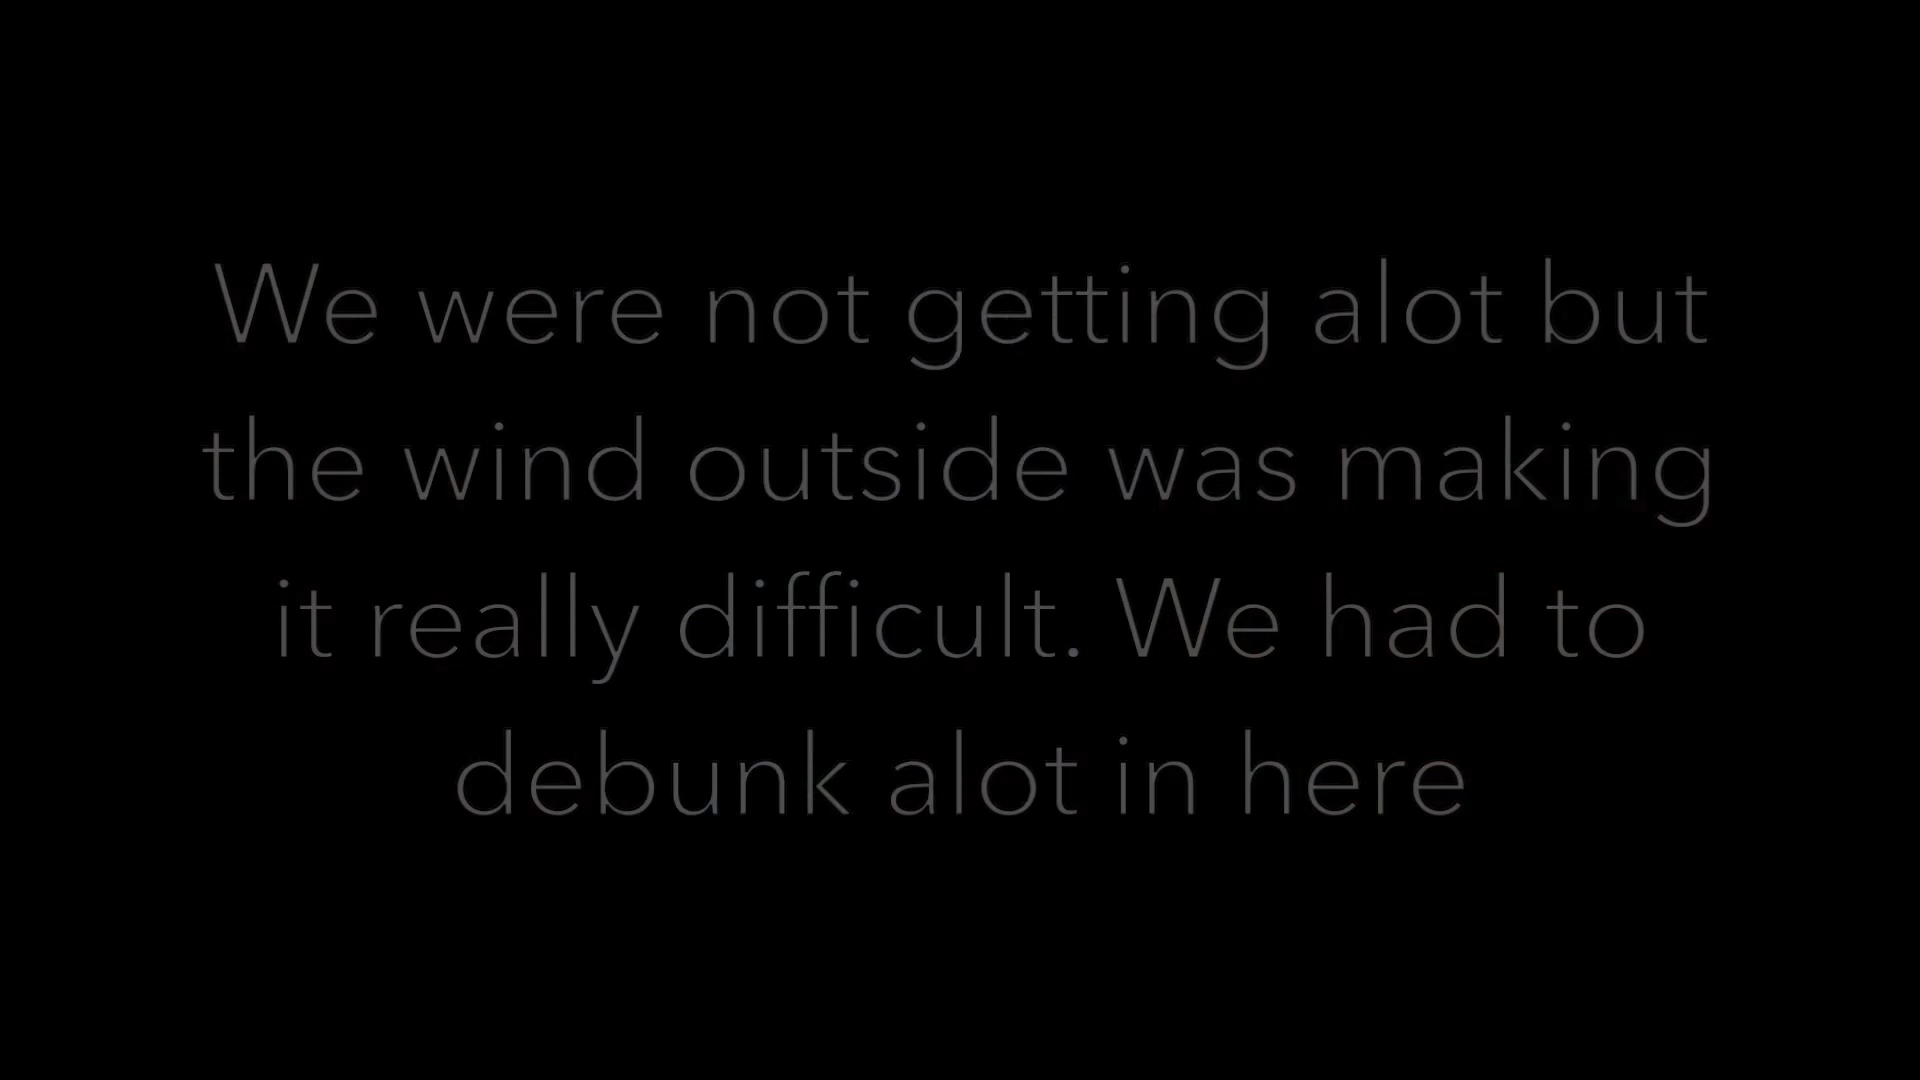 We were not getting alot but
the wind outside was making
it really difficult. We had to
debunk alot in here